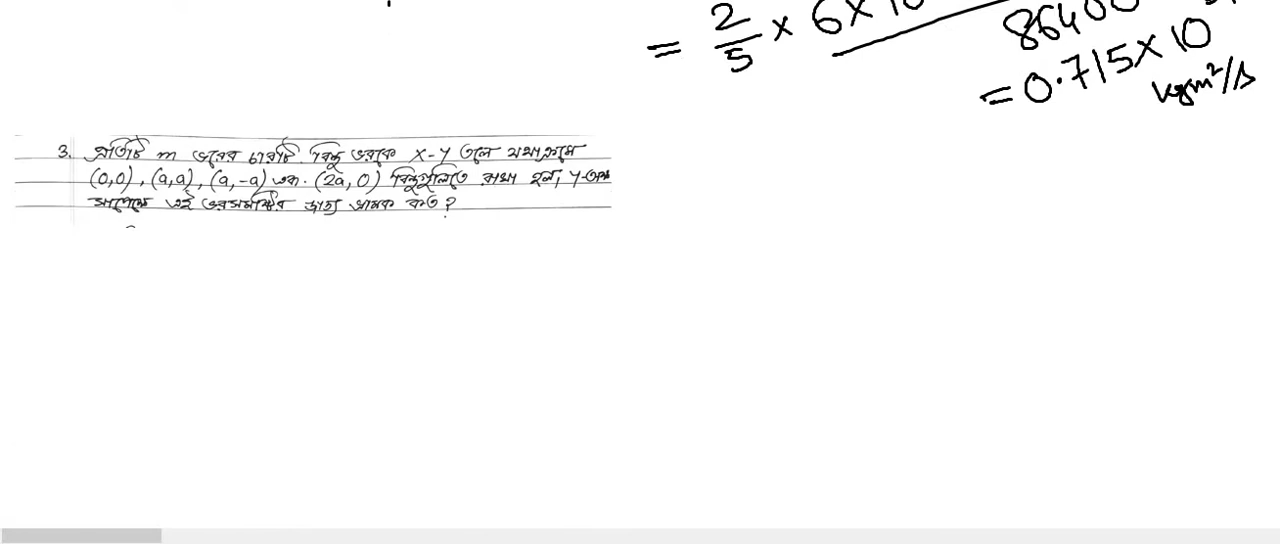 = 2/5 × 6 × 10
86400
= 0.715 × 10
kgm²/s
3. প্রতিটি m ভরের চারটি বিন্দু ভরকে X-Y তলে যথাক্রমে
(0,0), (a,a), (a,-a) এবং (2a, 0) বিন্দুগুলিতে রাখা হল, Y-অক্ষ
সাপেক্ষে এই ভরসমষ্টির জাড্য ভ্রামক কত?